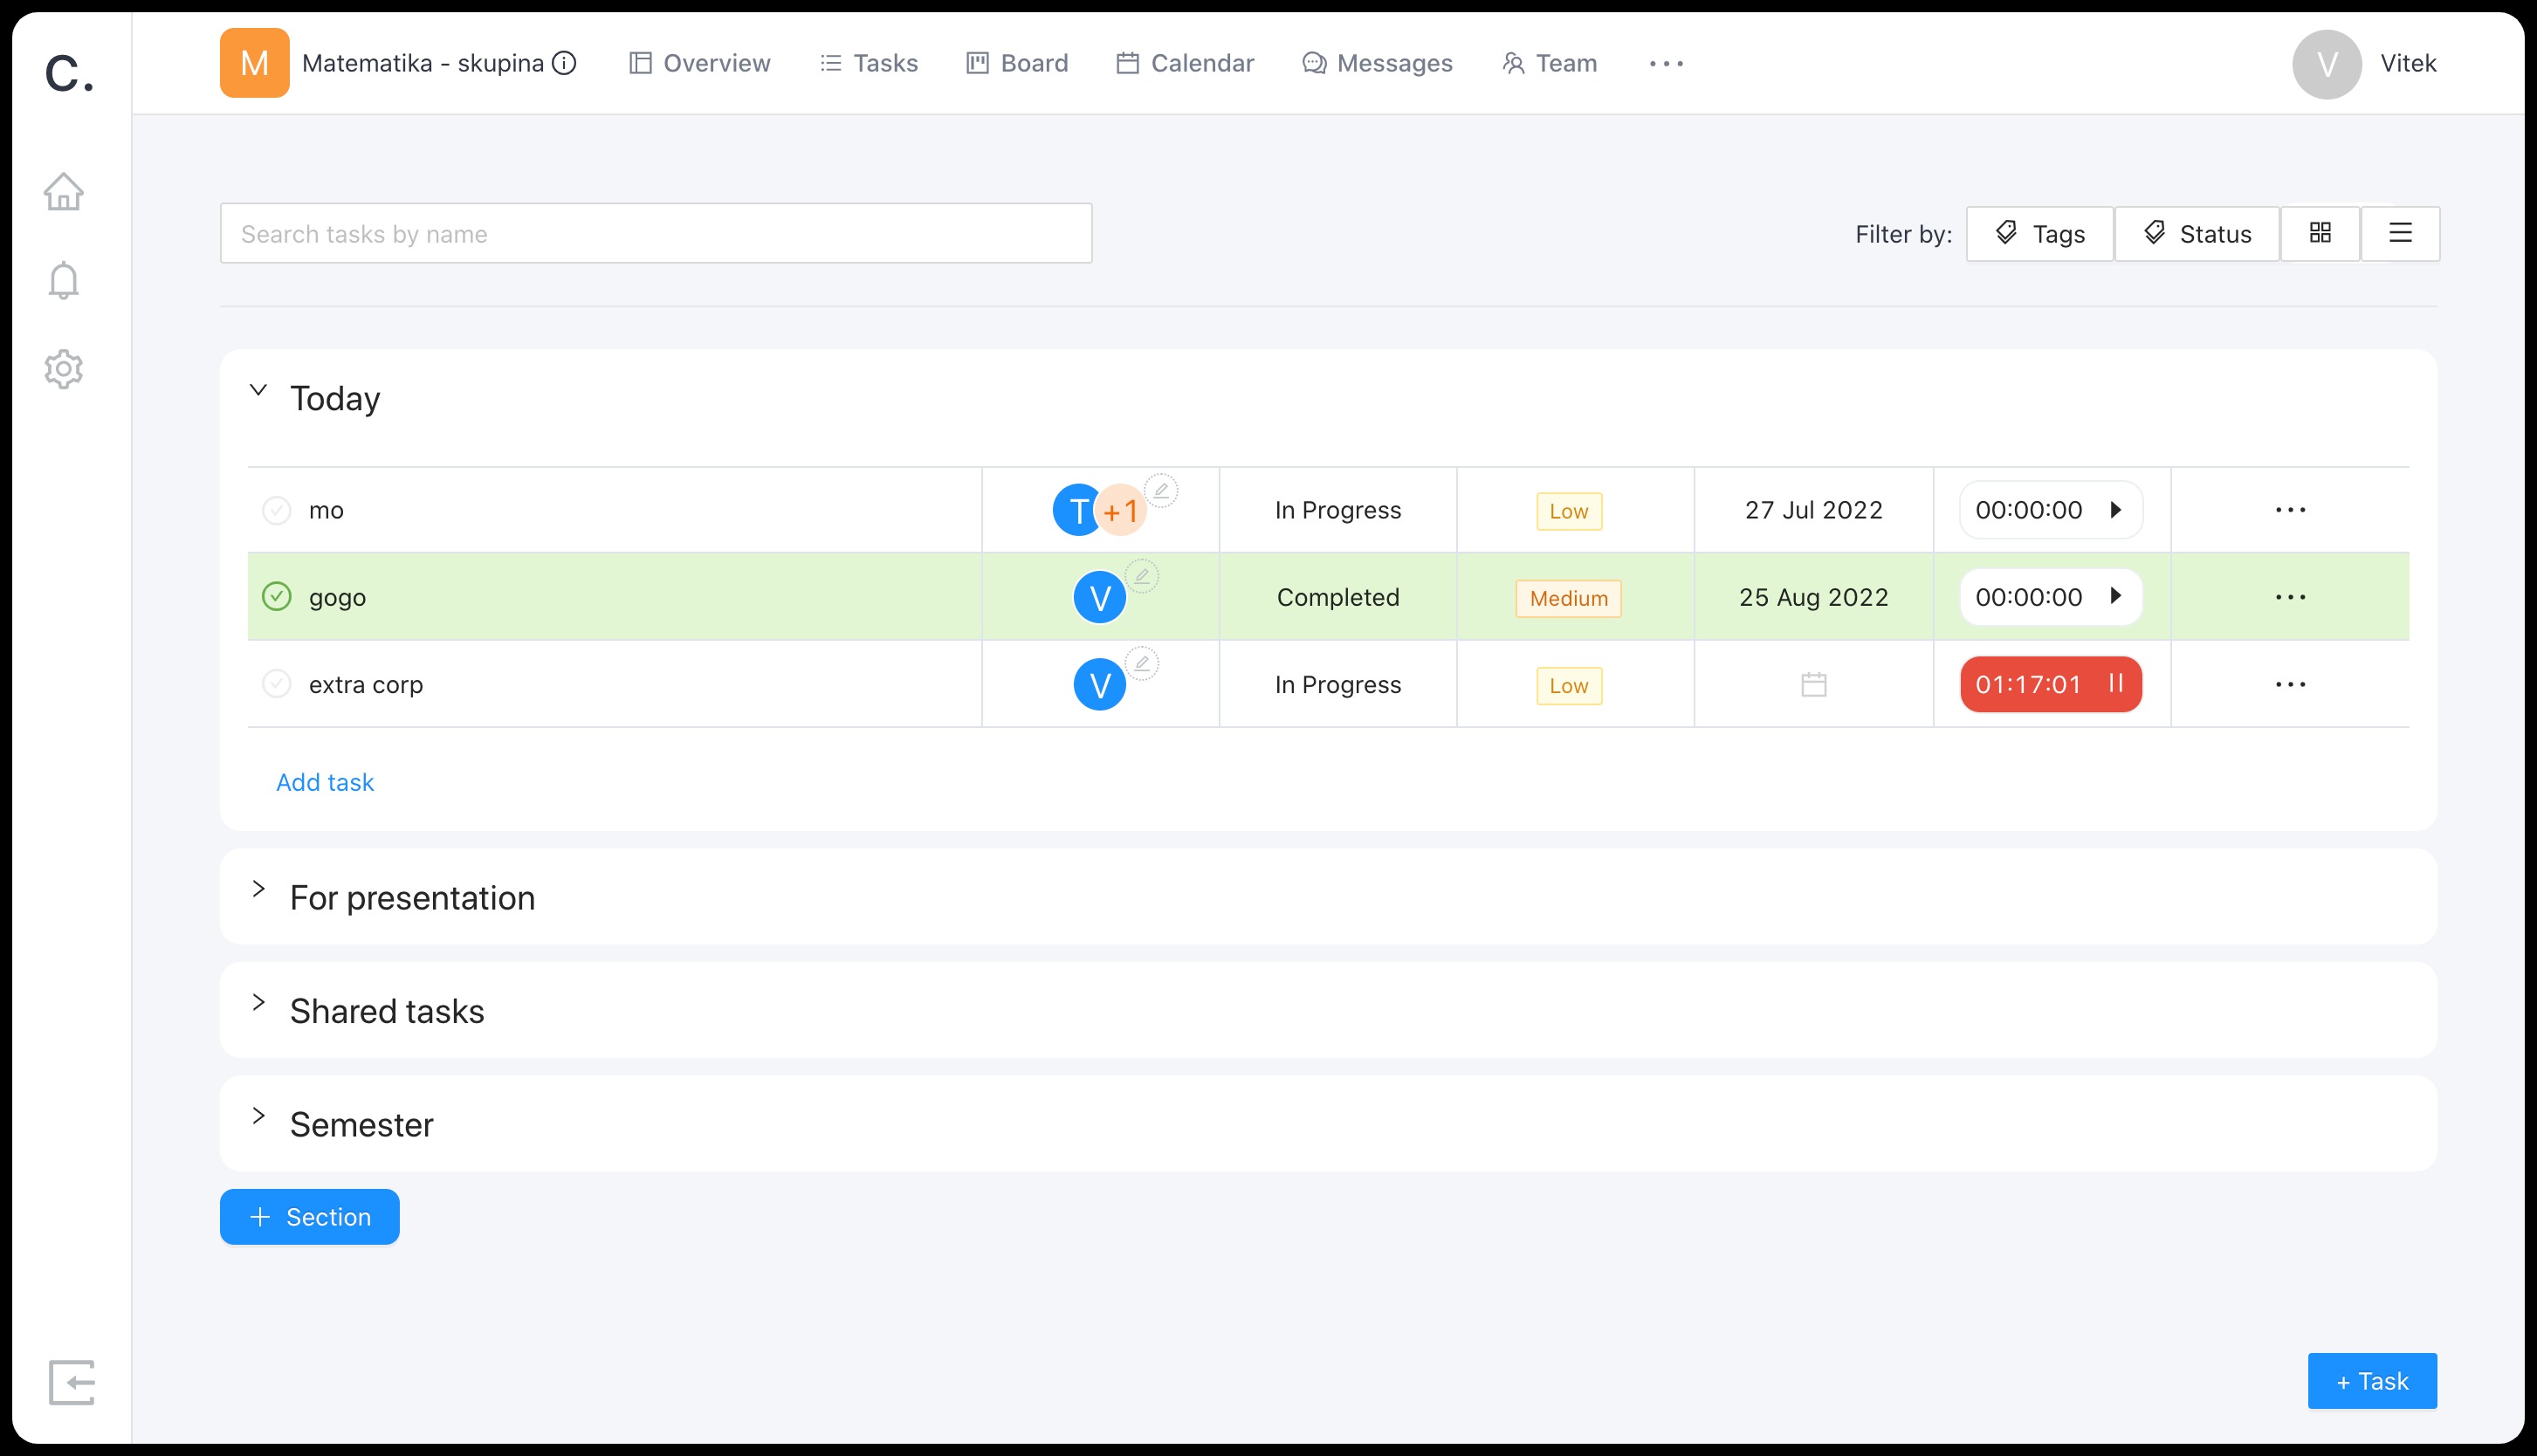 C.
M Matematika - skupina Overview Tasks Board Calendar Messages Team ••• V Vitek
Search tasks by name Filter by: Tags Status
Today
mo T +1 In Progress Low 27 Jul 2022 00:00:00 •••
gogo V Completed Medium 25 Aug 2022 00:00:00 •••
extra corp V In Progress Low 01:17:01 •••
Add task
For presentation
Shared tasks
Semester
+ Section
+ Task